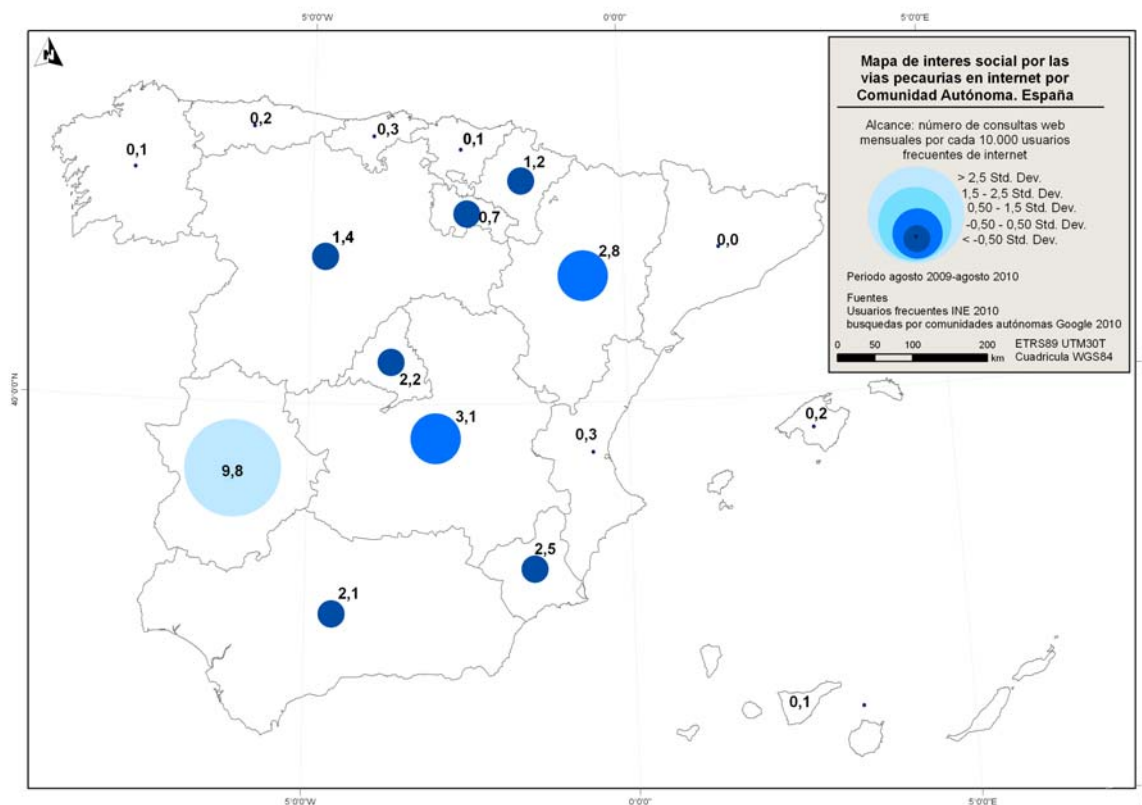 5°0'0"W
0°0'0"
5°0'0"E
N
Mapa de interes social por las
vias pecaurias en internet por
Comunidad Autónoma. España
Alcance: número de consultas web
mensuales por cada 10.000 usuarios
frecuentes de internet
> 2,5 Std. Dev.
1,5 - 2,5 Std. Dev.
0,50 - 1,5 Std. Dev.
-0,50 - 0,50 Std. Dev.
< -0,50 Std. Dev.
Periodo agosto 2009-agosto 2010
Fuentes
Usuarios frecuentes INE 2010
busquedas por comunidades autónomas Google 2010
0 50 100 200
km
ETRS89 UTM30T
Cuadricula WGS84
0,2
0,3
0,1
0,1
1,2
0,7
1,4
2,8
0,0
2,2
40°0'0"N
3,1
0,3
0,2
9,8
2,5
2,1
0,1
5°0'0"W
0°0'0"
5°0'0"E